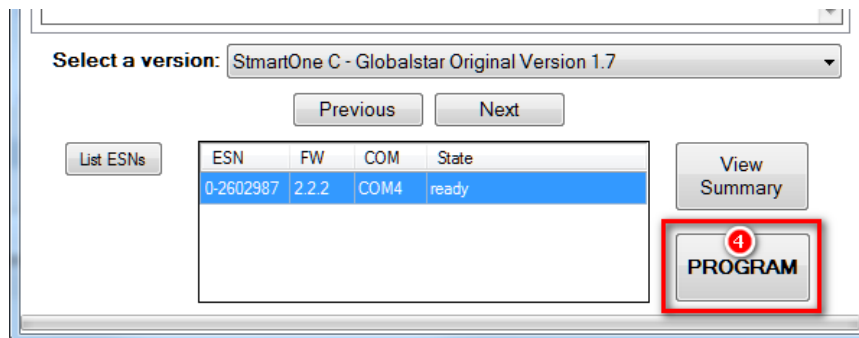 Select a version: StmartOne C - Globalstar Original Version 1.7
Previous Next
List ESNs
ESN FW COM State
0-2602987 2.2.2 COM4 ready
View
Summary
4
PROGRAM